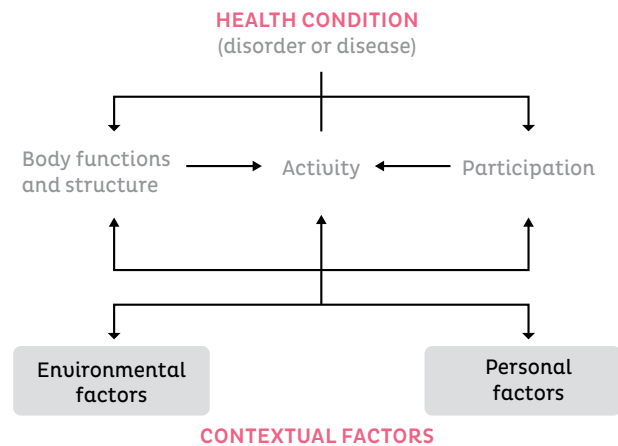 HEALTH CONDITION
(disorder or disease)
Body functions
and structure
Activity
Participation
Environmental
factors
Personal
factors
CONTEXTUAL FACTORS